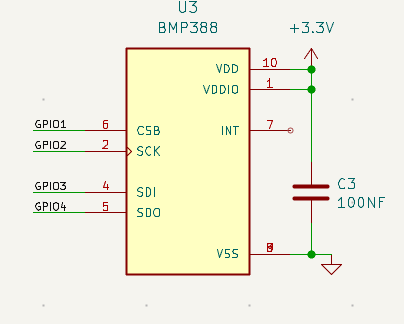 U3
BMP388
+3.3V
VDD 10
VDDIO 1
GPIO1 6 CSB
INT 7
GPIO2 2 SCK
GPIO3 4 SDI
C3
GPIO4 5 SDO
100NF
VSS